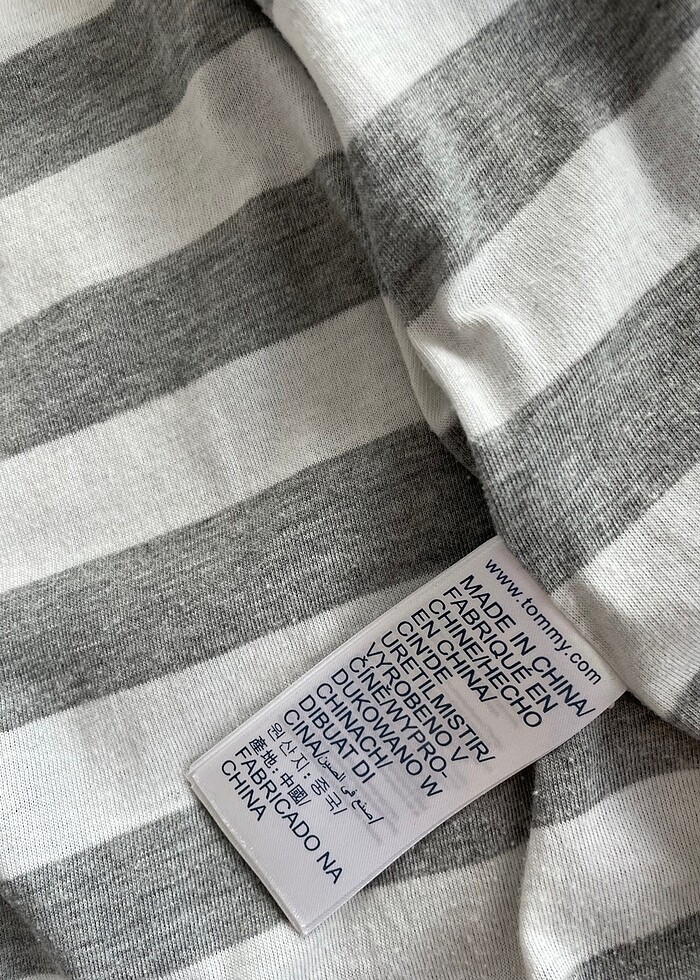 www.tommy.com
MADE IN CHINA/
FABRIQUÉ EN
CHINE/HECHO
EN CHINA/
CINDE
URETILMISTIR/
VYROBENO V
ČÍNĚ/WYPRO-
DUKOWANO W
CHINACH/
DIBUAT DI
CINA/صنع في الصين/
원산지: 중국/
產地: 中國/
FABRICADO NA
CHINA